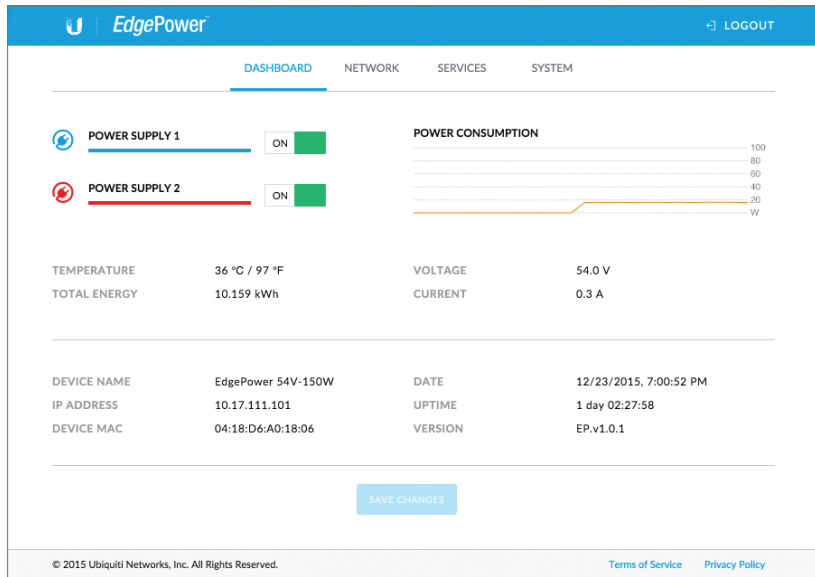 EdgePower™
LOGOUT
DASHBOARD NETWORK SERVICES SYSTEM
POWER SUPPLY 1 ON
POWER SUPPLY 2 ON
POWER CONSUMPTION
100
80
60
40
20
W
TEMPERATURE 36 °C / 97 °F VOLTAGE 54.0 V
TOTAL ENERGY 10.159 kWh CURRENT 0.3 A
DEVICE NAME EdgePower 54V-150W DATE 12/23/2015, 7:00:52 PM
IP ADDRESS 10.17.111.101 UPTIME 1 day 02:27:58
DEVICE MAC 04:18:D6:A0:18:06 VERSION EP.v1.0.1
SAVE CHANGES
© 2015 Ubiquiti Networks, Inc. All Rights Reserved. Terms of Service Privacy Policy